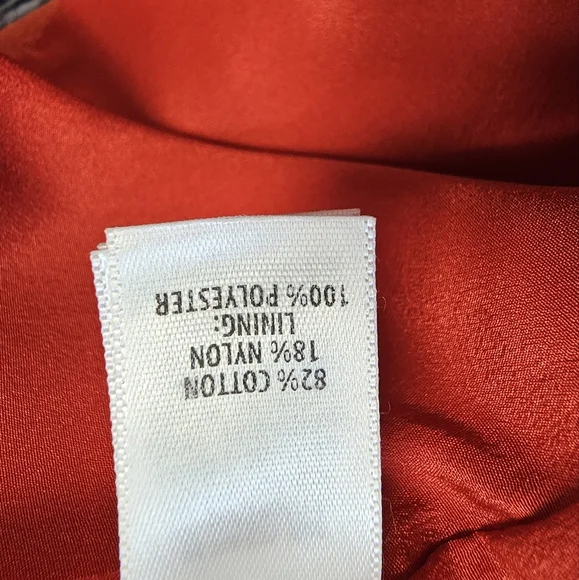 82% COTTON
18% NYLON
LINING:
100% POLYESTER